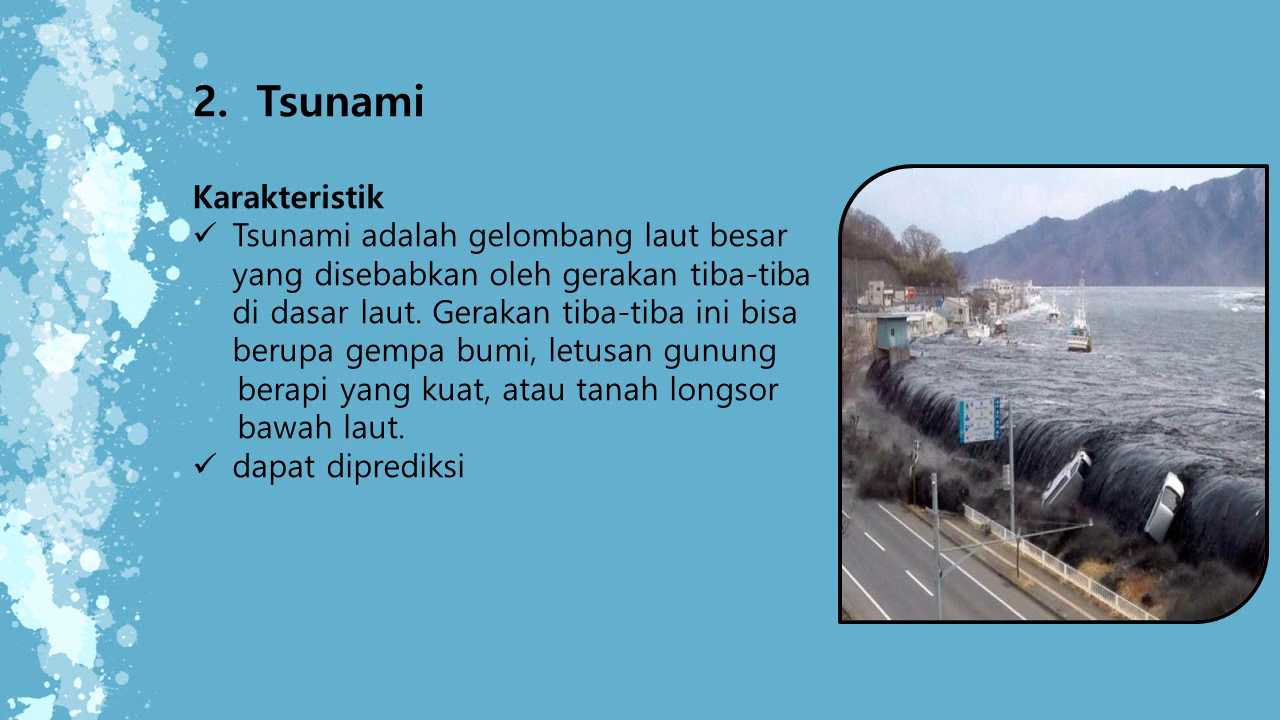 2. Tsunami
Karakteristik
✓ Tsunami adalah gelombang laut besar
yang disebabkan oleh gerakan tiba-tiba
di dasar laut. Gerakan tiba-tiba ini bisa
berupa gempa bumi, letusan gunung
berapi yang kuat, atau tanah longsor
bawah laut.
✓ dapat diprediksi